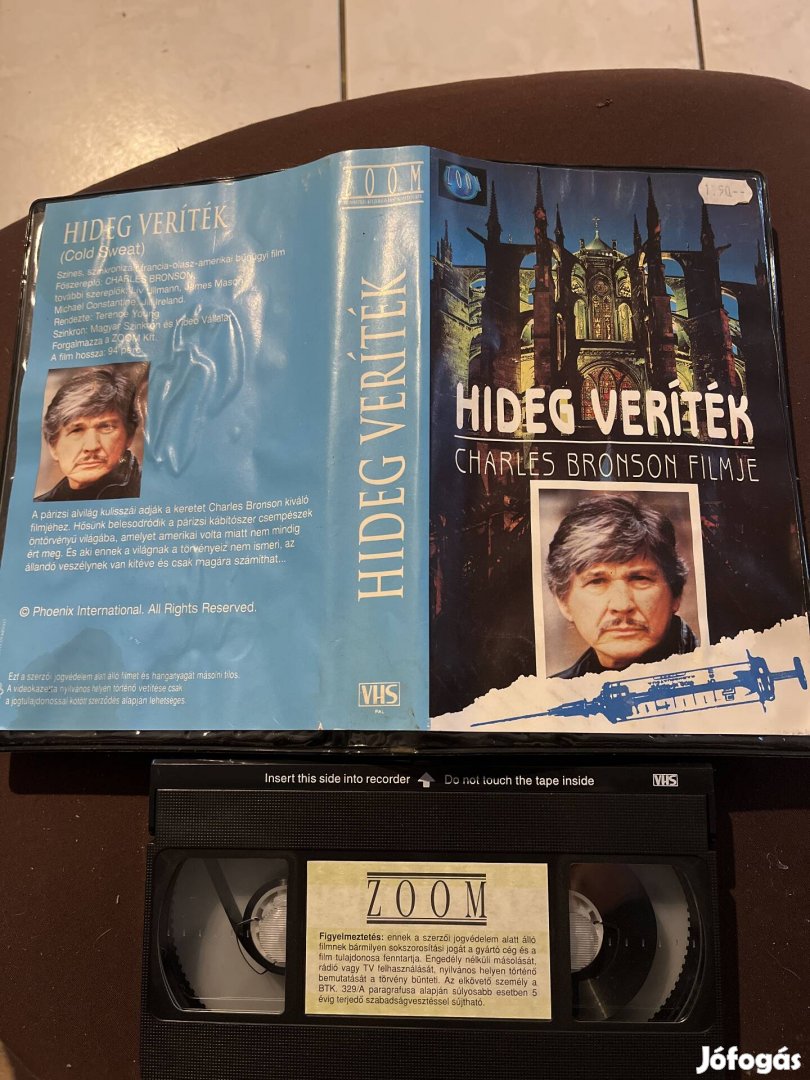 HIDEG VERÍTÉK
(Cold Sweat)
Színes, szinkronizált francia-olasz-amerikai bűnügyi film
Főszereplő: CHARLES BRONSON,
további szereplők: Liv Ullmann, James Mason,
Michael Constantine, Jill Ireland.
Rendezte: Terence Young
Szinkron: Magyar Szinkron és Video Vállalat
Forgalmazza a ZOOM Kft.
A film hossza: 94 perc
A párizsi alvilág kulisszái adják a keretet Charles Bronson kiváló
filmjéhez. Hősünk belesodródik a párizsi kábítószer csempészek
öntörvényű világába, amelyet amerikai volta miatt nem mindig
ért meg. És aki ennek a világnak a törvényeiz nem ismeri, az
állandó veszélynek van kitéve és csak magára számíthat...
© Phoenix International. All Rights Reserved.
Ezt a szerzői jogvédelem alat álló filmet és hanganyagát másolni tilos.
A videokazetta nyilvános helyen történő vetítése csak
a jogtulajdonossal kötött szerződés alapján lehetséges.
ZOOM
HIDEG VERÍTÉK
VHS
PAL
ZOOM
HIDEG VERÍTÉK
CHARLES BRONSON FILMJE
Insert this side into recorder Do not touch the tape inside VHS
ZOOM
Figyelmeztetés: ennek a szerzői jogvédelem alatt álló
filmnek bármilyen sokszorosítási jogát a gyártó cég és a
film tulajdonosa fenntartja. Engedély nélküli másolását,
rádió vagy TV felhasználását, nyilvános helyen történő
bemutatását a törvény bünteti. Az elkövető személy a
BTK. 329/A paragrafusa alapján súlyosabb esetben 5
évig terjedő szabadságvesztéssel sújtható.
Jófogás